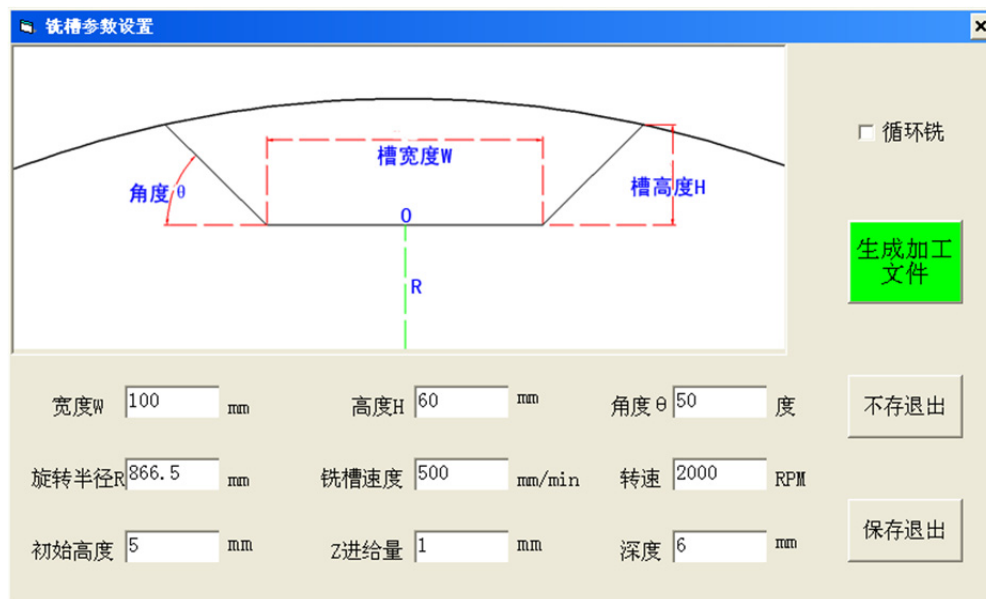 铣槽参数设置
循环铣
槽宽度W
角度θ
槽高度H
O
R
生成加工
文件
宽度W 100 mm 高度H 60 mm 角度θ 50 度
不存退出
旋转半径R 866.5 mm 铣槽速度 500 mm/min 转速 2000 RPM
初始高度 5 mm Z进给量 1 mm 深度 6 mm
保存退出